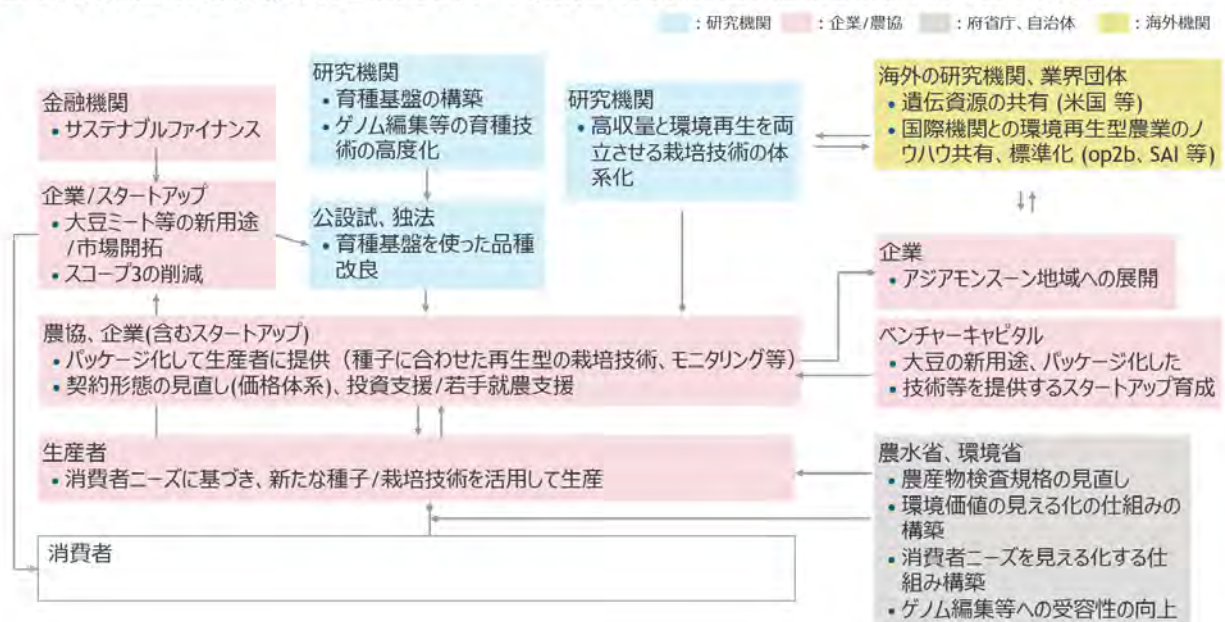 ：研究機関
：企業/農協
：府省庁、自治体
：海外機関
金融機関
• サステナブルファイナンス
研究機関
• 育種基盤の構築
• ゲノム編集等の育種技
術の高度化
研究機関
• 高収量と環境再生を両
立させる栽培技術の体
系化
海外の研究機関、業界団体
• 遺伝資源の共有 (米国 等)
• 国際機関との環境再生型農業のノ
ウハウ共有、標準化 (op2b、SAI 等)
企業/スタートアップ
• 大豆ミート等の新用途
/市場開拓
• スコープ3の削減
公設試、独法
• 育種基盤を使った品種
改良
企業
• アジアモンスーン地域への展開
農協、企業(含むスタートアップ)
• パッケージ化して生産者に提供（種子に合わせた再生型の栽培技術、モニタリング等）
• 契約形態の見直し(価格体系)、投資支援/若手就農支援
ベンチャーキャピタル
• 大豆の新用途、パッケージ化した
• 技術等を提供するスタートアップ育成
生産者
• 消費者ニーズに基づき、新たな種子/栽培技術を活用して生産
農水省、環境省
• 農産物検査規格の見直し
• 環境価値の見える化の仕組みの
構築
• 消費者ニーズを見える化する仕
組み構築
• ゲノム編集等への受容性の向上
消費者